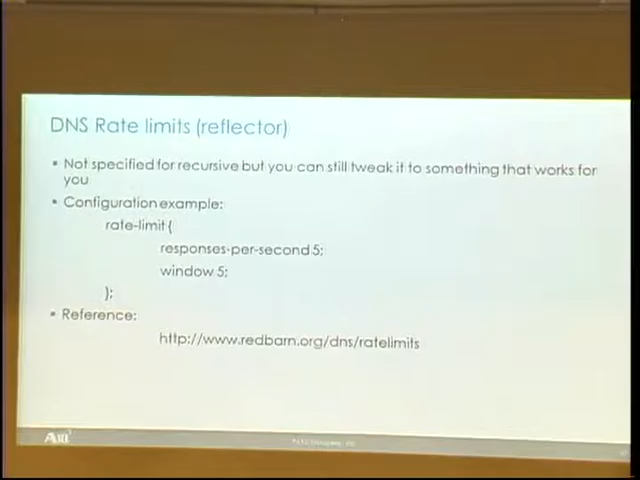 DNS Rate limits (reflector)
▪ Not specified for recursive but you can still tweak it to something that works for
you
▪ Configuration example:
rate-limit {
responses-per-second 5;
window 5;
};
▪ Reference:
http://www.redbarn.org/dns/ratelimits
A10